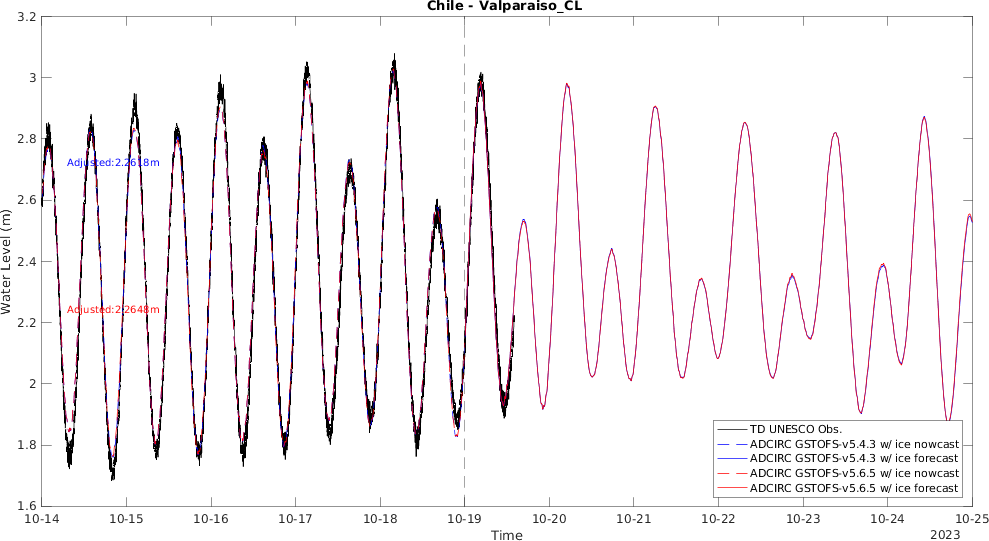 Chile - Valparaiso_CL
3.2
3
2.8
2.6
2.4
2.2
2
1.8
1.6
Water Level (m)
Adjusted:2.2618m
Adjusted:2.2648m
TD UNESCO Obs.
ADCIRC GSTOFS-v5.4.3 w/ ice nowcast
ADCIRC GSTOFS-v5.4.3 w/ ice forecast
ADCIRC GSTOFS-v5.6.5 w/ ice nowcast
ADCIRC GSTOFS-v5.6.5 w/ ice forecast
10-14 10-15 10-16 10-17 10-18 10-19 10-20 10-21 10-22 10-23 10-24 10-25
Time
2023